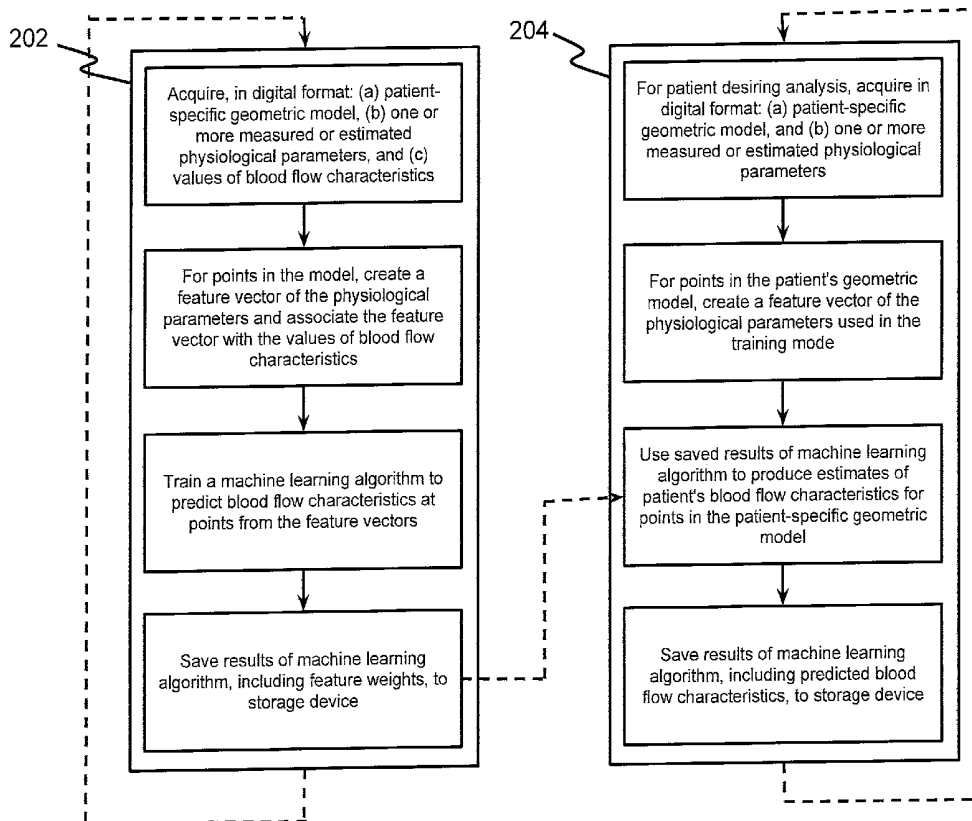 202
Acquire, in digital format: (a) patient-
specific geometric model, (b) one or
more measured or estimated
physiological parameters, and (c)
values of blood flow characteristics
For points in the model, create a
feature vector of the physiological
parameters and associate the feature
vector with the values of blood flow
characteristics
Train a machine learning algorithm to
predict blood flow characteristics at
points from the feature vectors
Save results of machine learning
algorithm, including feature weights, to
storage device
204
For patient desiring analysis, acquire in
digital format: (a) patient-specific
geometric model, and (b) one or more
measured or estimated physiological
parameters
For points in the patient's geometric
model, create a feature vector of the
physiological parameters used in the
training mode
Use saved results of machine learning
algorithm to produce estimates of
patient's blood flow characteristics for
points in the patient-specific geometric
model
Save results of machine learning
algorithm, including predicted blood
flow characteristics, to storage device